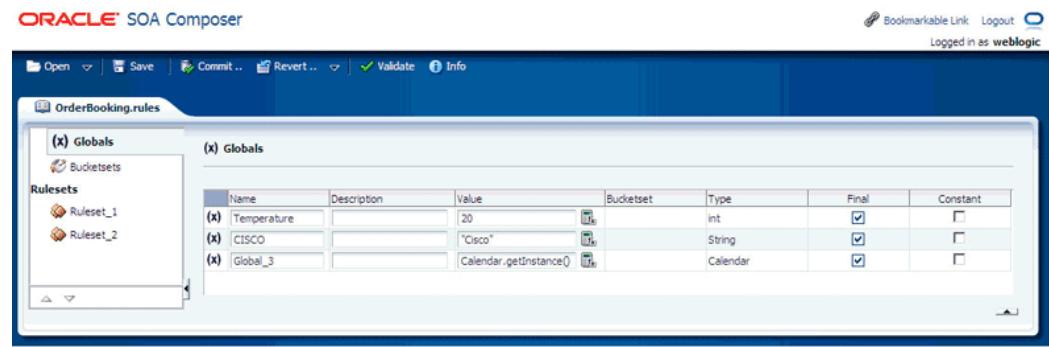 ORACLE SOA Composer
Bookmarkable Link Logout
Logged in as weblogic
Open Save Commit .. Revert .. Validate Info
OrderBooking.rules
(x) Globals
Bucketsets
Rulesets
Ruleset_1
Ruleset_2
(x) Globals
Name Description Value Bucketset Type Final Constant
(x) Temperature 20 int
(x) CISCO "Cisco" String
(x) Global_3 Calendar.getInstance() Calendar